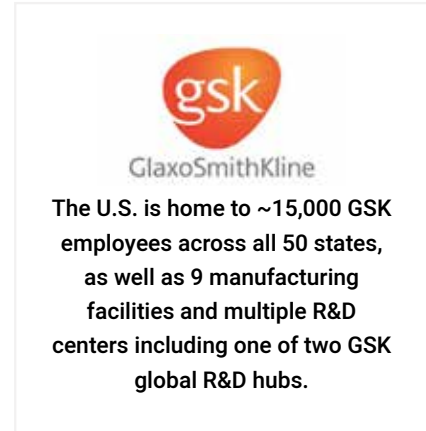 gsk
GlaxoSmithKline
The U.S. is home to ~15,000 GSK
employees across all 50 states,
as well as 9 manufacturing
facilities and multiple R&D
centers including one of two GSK
global R&D hubs.